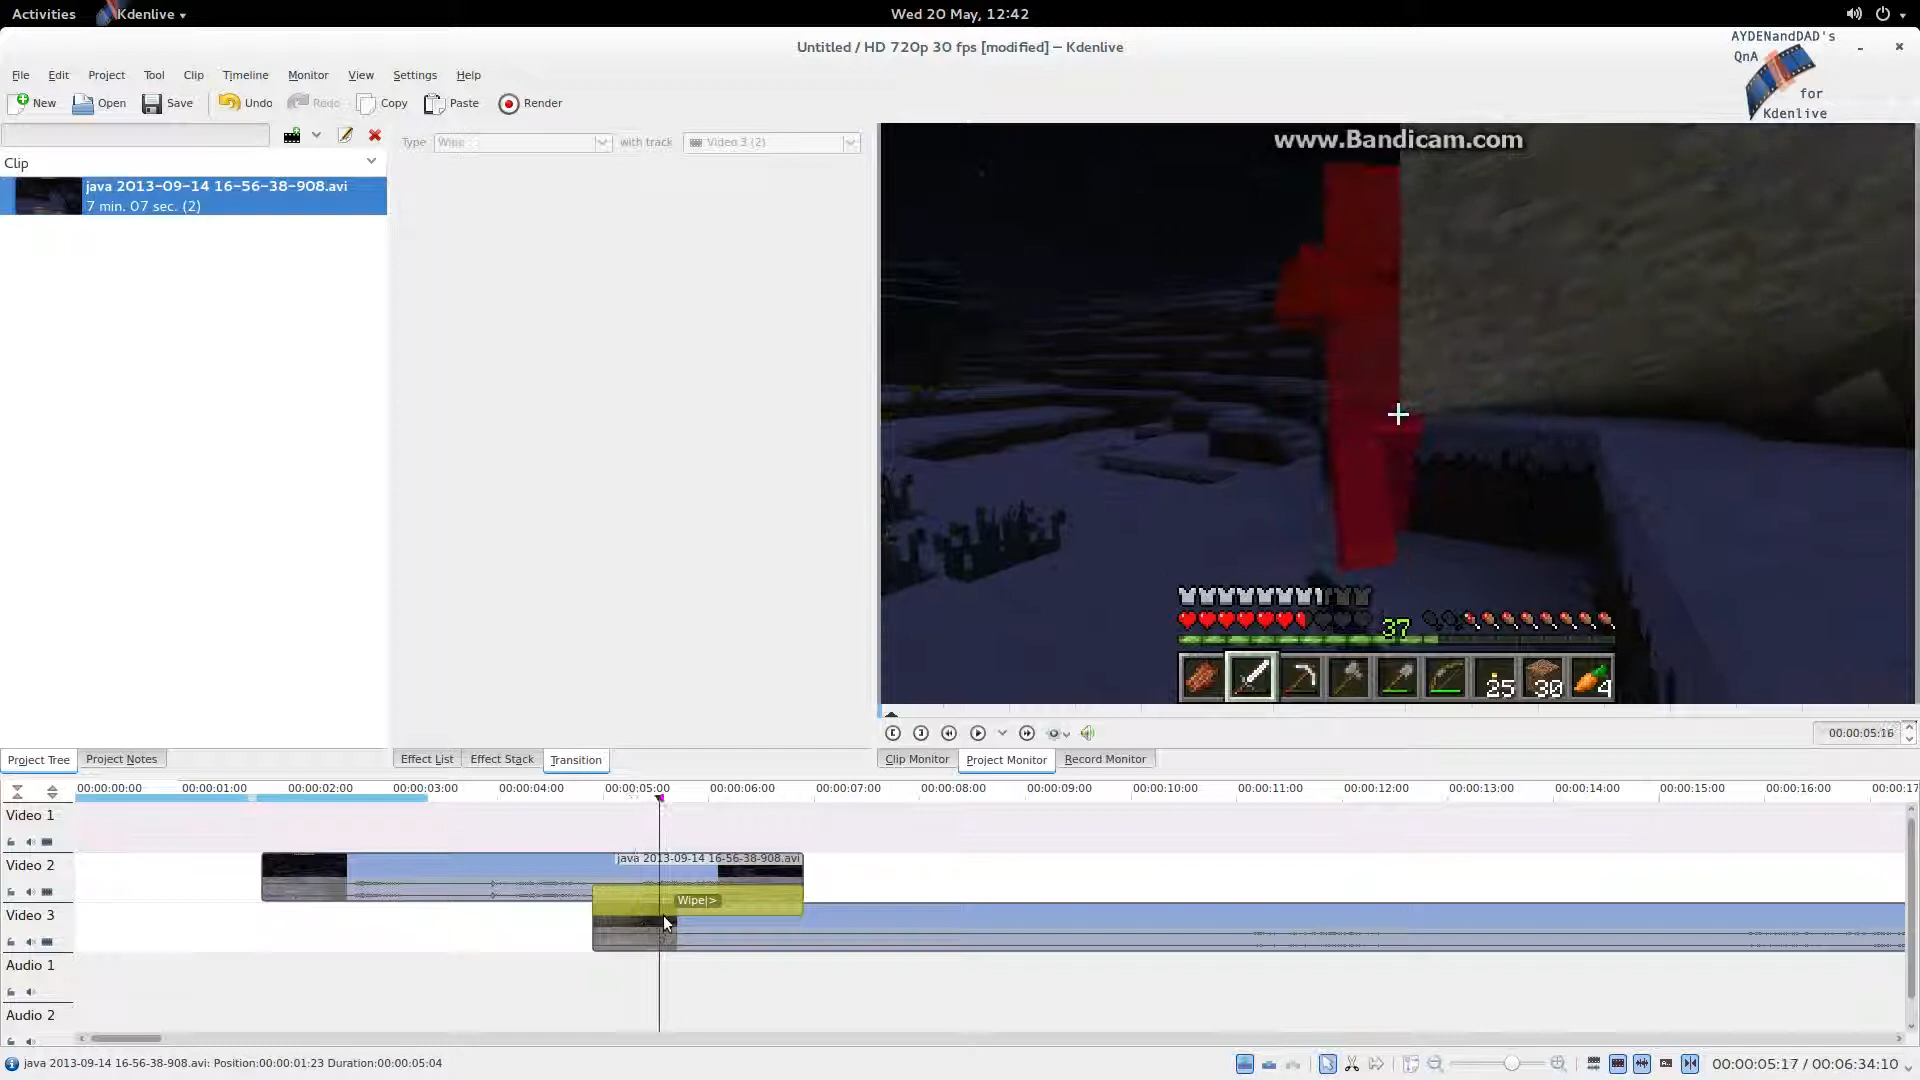 Activities Kdenlive Wed 20 May, 12:42
Untitled / HD 720p 30 fps [modified] – Kdenlive
AYDENandDAD's
QnA
for
Kdenlive
File Edit Project Tool Clip Timeline Monitor View Settings Help
New Open Save Undo Redo Copy Paste Render
Type Wipe with track Video 3 (2)
www.Bandicam.com
Clip
java 2013-09-14 16-56-38-908.avi
7 min. 07 sec. (2)
37
25 30 4
00:00:05:16
Project Tree Project Notes Effect List Effect Stack Transition Clip Monitor Project Monitor Record Monitor
00:00:00:00 00:00:01:00 00:00:02:00 00:00:03:00 00:00:04:00 00:00:05:00 00:00:06:00 00:00:07:00 00:00:08:00 00:00:09:00 00:00:10:00 00:00:11:00 00:00:12:00 00:00:13:00 00:00:14:00 00:00:15:00 00:00:16:00 00:00:17
Video 1
Video 2
java 2013-09-14 16-56-38-908.avi
Wipe|>
Video 3
Audio 1
Audio 2
java 2013-09-14 16-56-38-908.avi: Position:00:00:01:23 Duration:00:00:05:04
00:00:05:17 / 00:06:34:10